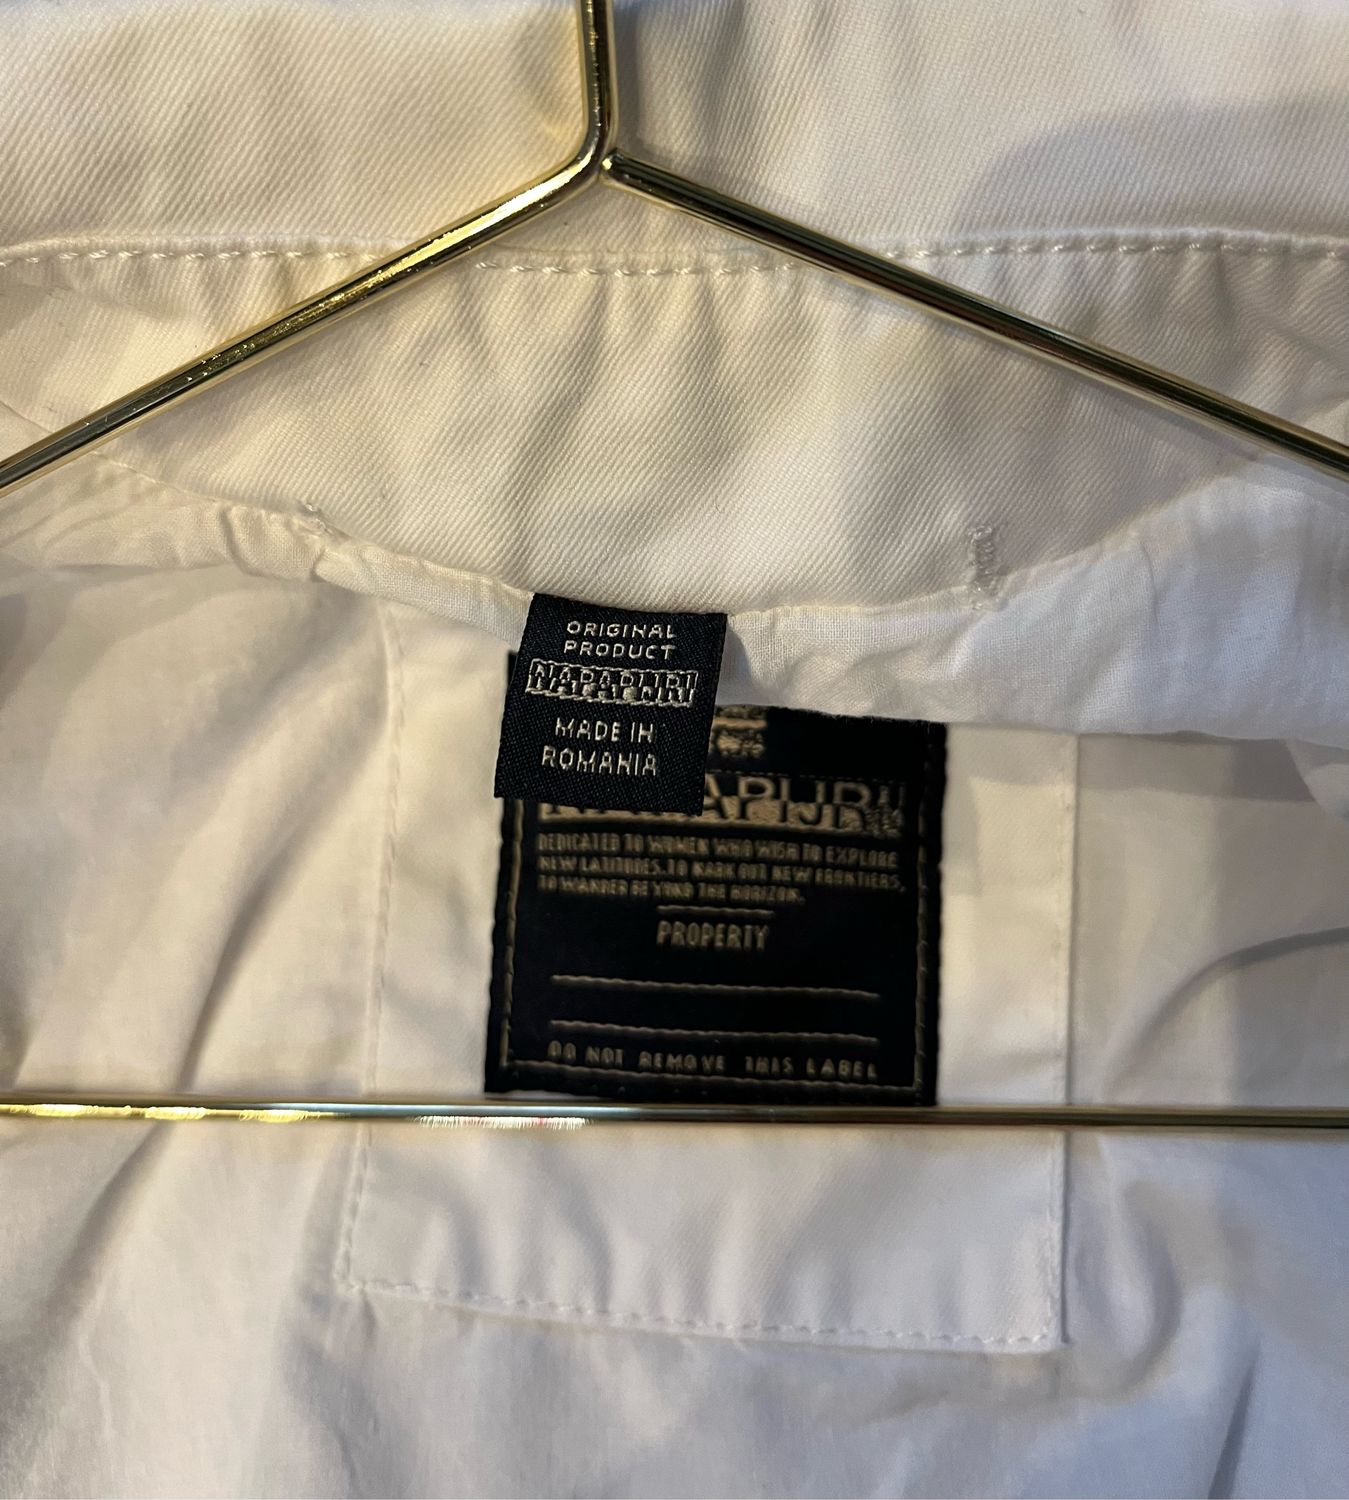 ORIGINAL
PRODUCT
NAPAPIJRI
MADE IN
ROMANIA
NAPAPIJRI
DEDICATED TO WOMEN WHO WISH TO EXPLORE
NEW LATITUDES, TO MARK OUT NEW FRONTIERS,
TO WANDER BEYOND THE HORIZON.
PROPERTY
DO NOT REMOVE THIS LABEL